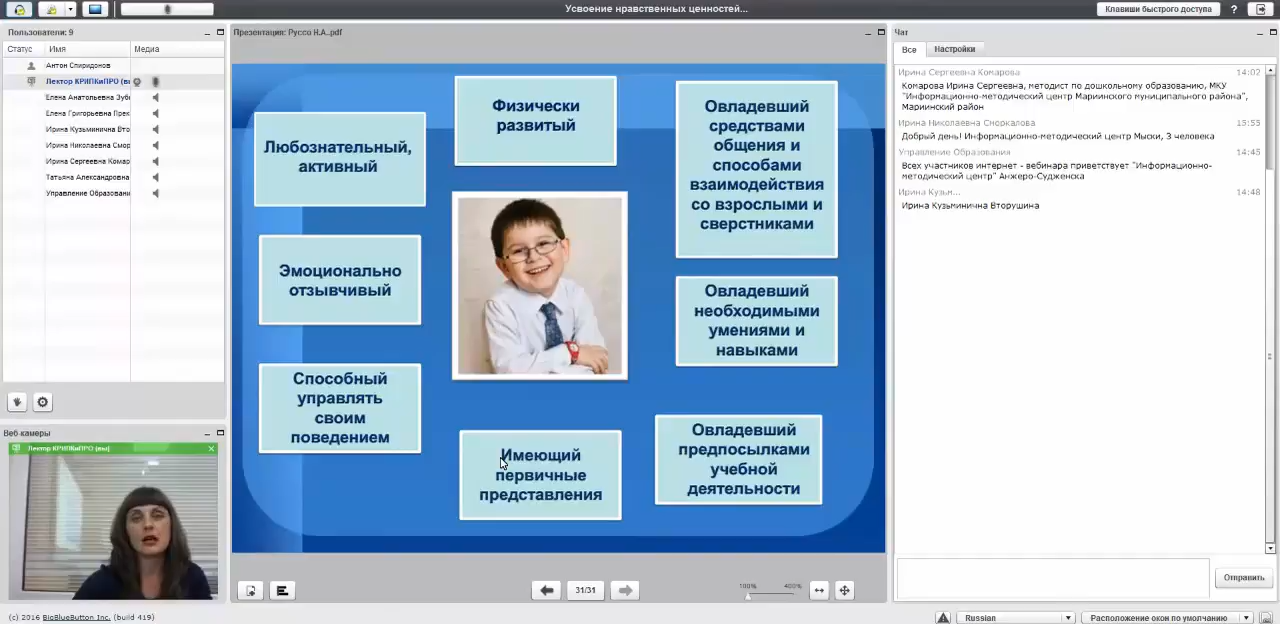 Усвоение нравственных ценностей...
Клавиши быстрого доступа
?
Пользователи: 9
Статус Имя Медиа
Антон Спиридонов
Лектор КРИПКиПРО (вы
Елена Анатольевна Зубе
Елена Григорьевна Прек
Ирина Кузьминична Вто
Ирина Николаевна Смор
Ирина Сергеевна Комар
Татьяна Александровна
Управление Образовани
Веб-камеры
Лектор КРИПКиПРО (вы)
Презентация: Руссо Н.А..pdf
Физически
развитый
Любознательный,
активный
Овладевший
средствами
общения и
способами
взаимодействия
со взрослыми и
сверстниками
Эмоционально
отзывчивый
Овладевший
необходимыми
умениями и
навыками
Способный
управлять
своим
поведением
Имеющий
первичные
представления
Овладевший
предпосылками
учебной
деятельности
31/31
100% 400%
Чат
Все Настройки
Ирина Сергеевна Комарова 14:02
Комарова Ирина Сергеевна, методист по дошкольному образованию, МКУ
"Информационно-методический центр Мариинского муниципального района",
Мариинский район
Ирина Николаевна Сморкалова 15:55
Добрый день! Информационно-методический центр Мыски, 3 человека
Управление Образования 14:45
Всех участников интернет - вебинара приветствует "Информационно-
методический центр" Анжеро-Судженска
Ирина Кузьм... 14:48
Ирина Кузьминична Вторушина
Отправить
(c) 2016 BigBlueButton Inc. (build 419)
Russian
Расположение окон по умолчанию